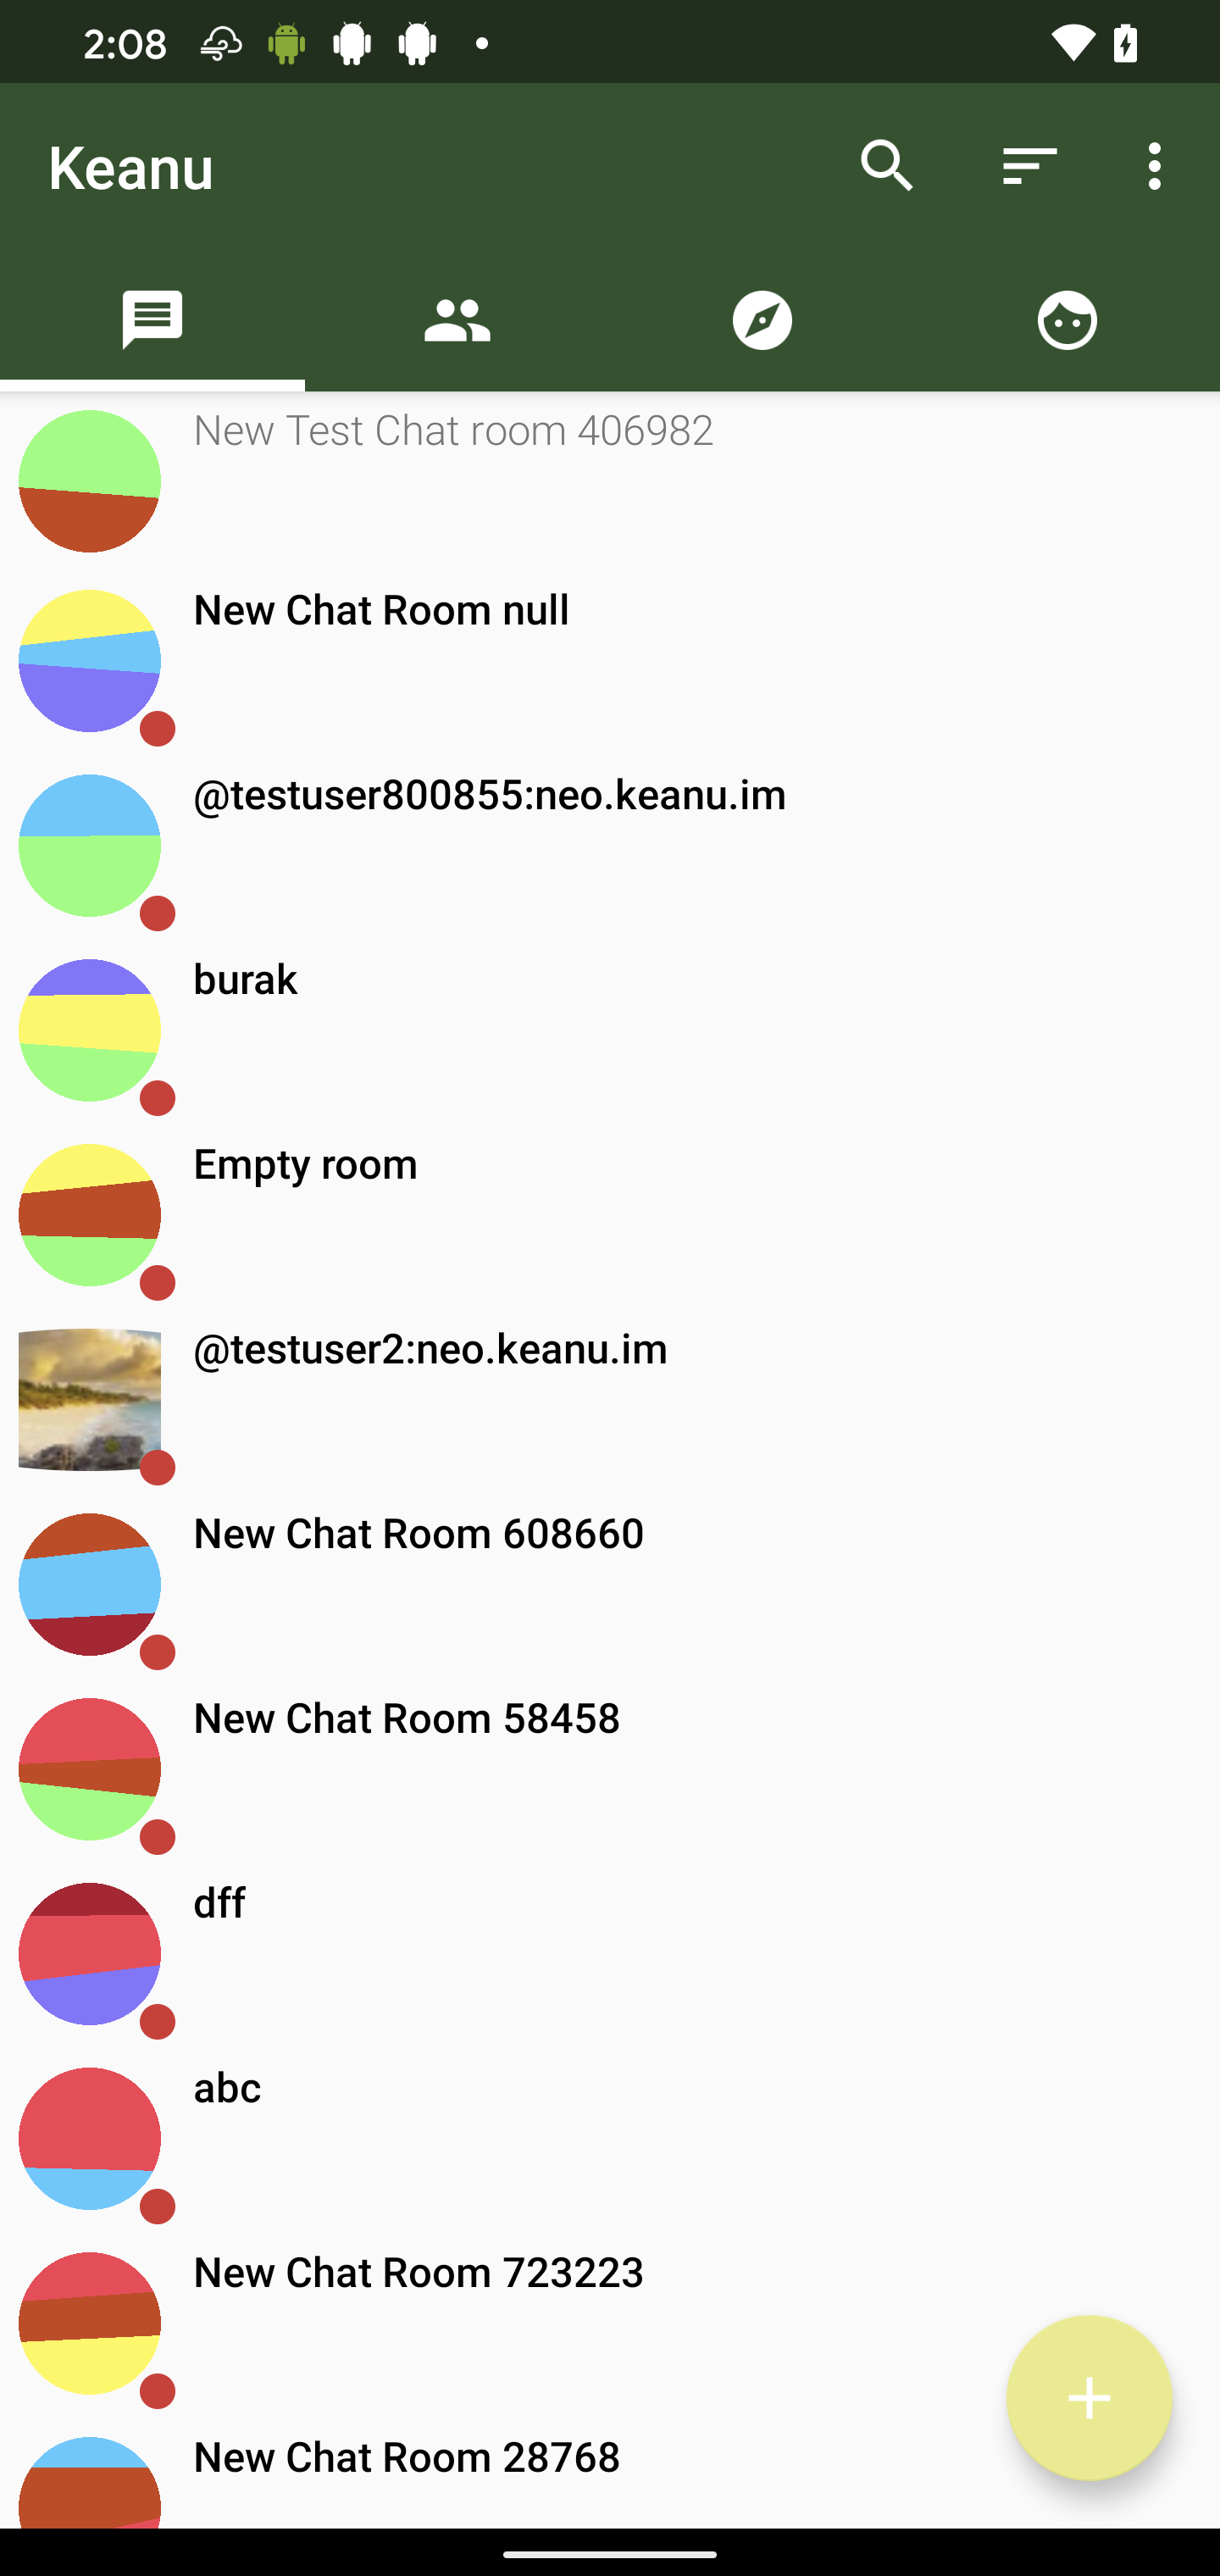 2:08
Keanu
New Test Chat room 406982
New Chat Room null
@testuser800855:neo.keanu.im
burak
Empty room
@testuser2:neo.keanu.im
New Chat Room 608660
New Chat Room 58458
dff
abc
New Chat Room 723223
New Chat Room 28768